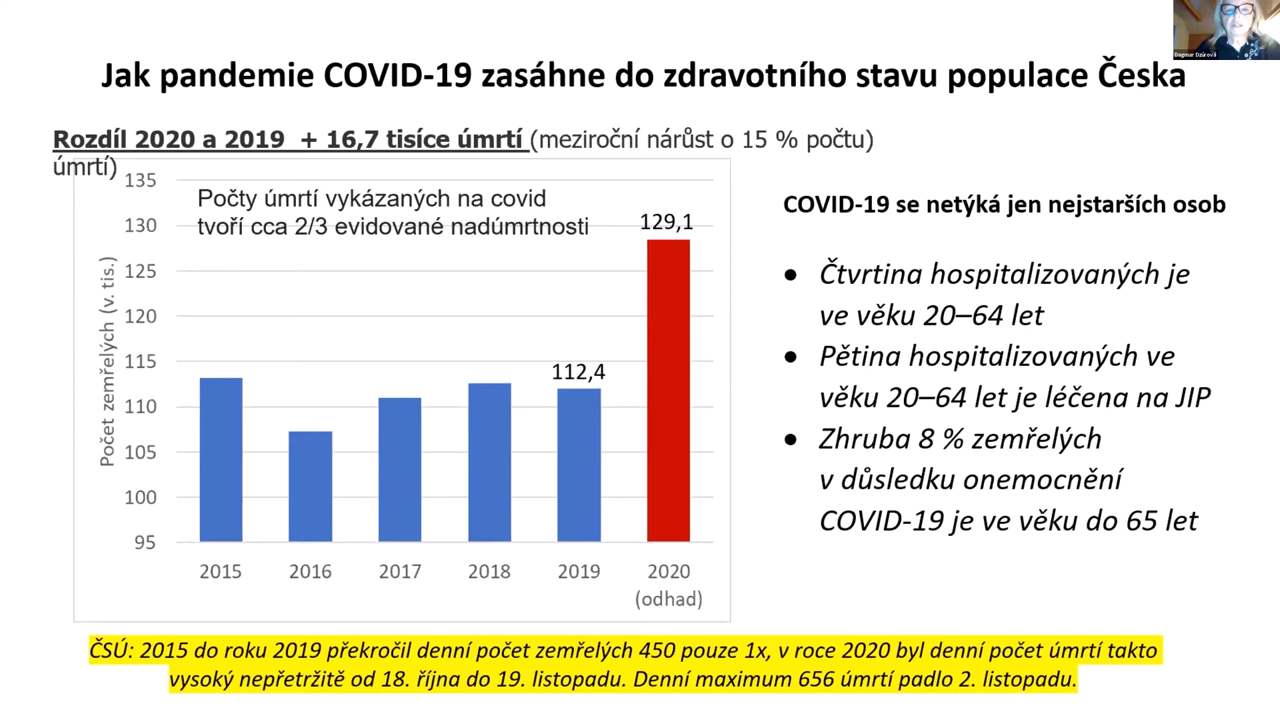 Dagmar Dzúrová
Jak pandemie COVID-19 zasáhne do zdravotního stavu populace Česka
Rozdíl 2020 a 2019 + 16,7 tisíce úmrtí (meziroční nárůst o 15 % počtu)
úmrtí)
Počty úmrtí vykázaných na covid
tvoří cca 2/3 evidované nadúmrtnosti
Počet zemřelých (v. tis.)
135
130
125
120
115
110
105
100
95
112,4
129,1
2015
2016
2017
2018
2019
2020
(odhad)
COVID-19 se netýká jen nejstarších osob
• Čtvrtina hospitalizovaných je
ve věku 20–64 let
• Pětina hospitalizovaných ve
věku 20–64 let je léčena na JIP
• Zhruba 8 % zemřelých
v důsledku onemocnění
COVID-19 je ve věku do 65 let
ČSÚ: 2015 do roku 2019 překročil denní počet zemřelých 450 pouze 1x, v roce 2020 byl denní počet úmrtí takto
vysoký nepřetržitě od 18. října do 19. listopadu. Denní maximum 656 úmrtí padlo 2. listopadu.